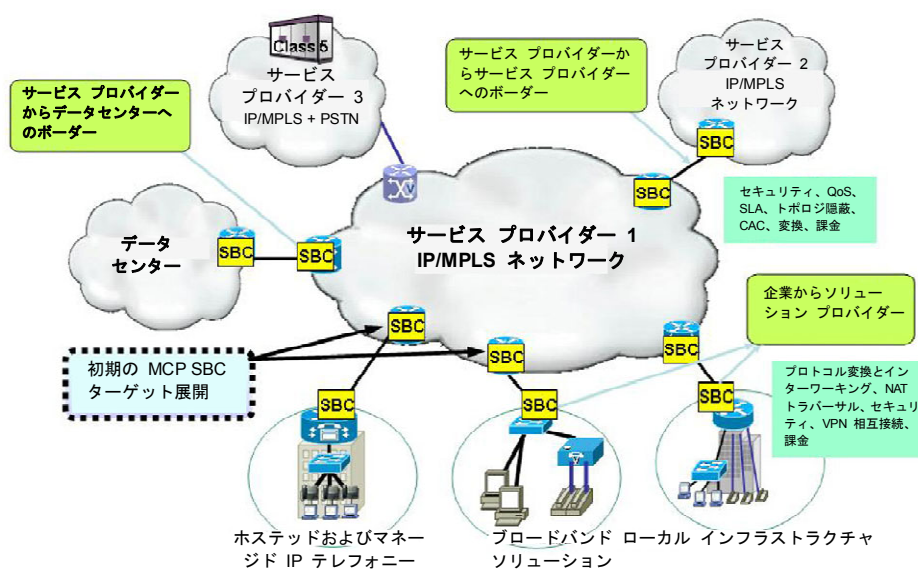 Class 5
サービス
プロバイダー 3
IP/MPLS + PSTN
サービス プロバイダーか
らサービス プロバイダー
へのボーダー
サービス
プロバイダー 2
IP/MPLS
ネットワーク
サービス プロバイダー
からデータセンターへ
のボーダー
SBC
V
SBC
セキュリティ、QoS、
SLA、トポロジ隠蔽、
CAC、変換、課金
データ
センター
SBC
SBC
サービス プロバイダー 1
IP/MPLS ネットワーク
企業からソリュー
ション プロバイダー
SBC
SBC
SBC
初期の MCP SBC
ターゲット展開
プロトコル変換とイン
ターワーキング、NAT
トラバーサル、セキュリ
ティ、VPN 相互接続、
課金
SBC
SBC
SBC
V
ホステッドおよびマネー
ジド IP テレフォニー
ブロードバンド ローカル インフラストラクチャ
ソリューション